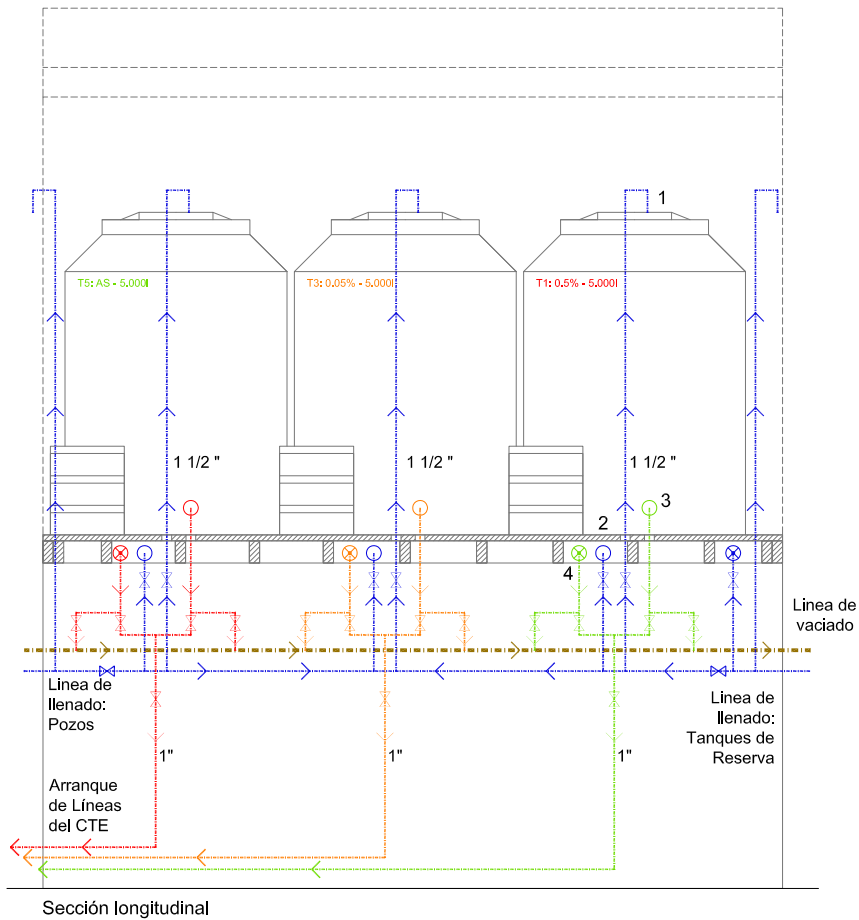 1
T5: AS - 5.000l
T3: 0.05% - 5.000l
T1: 0.5% - 5.000l
1 1/2 "
1 1/2 "
1 1/2 "
3
2
4
Linea de
vaciado
Linea de
llenado:
Pozos
Linea de
llenado:
Tanques de
Reserva
1"
1"
1"
Arranque
de Líneas
del CTE
Sección longitudinal